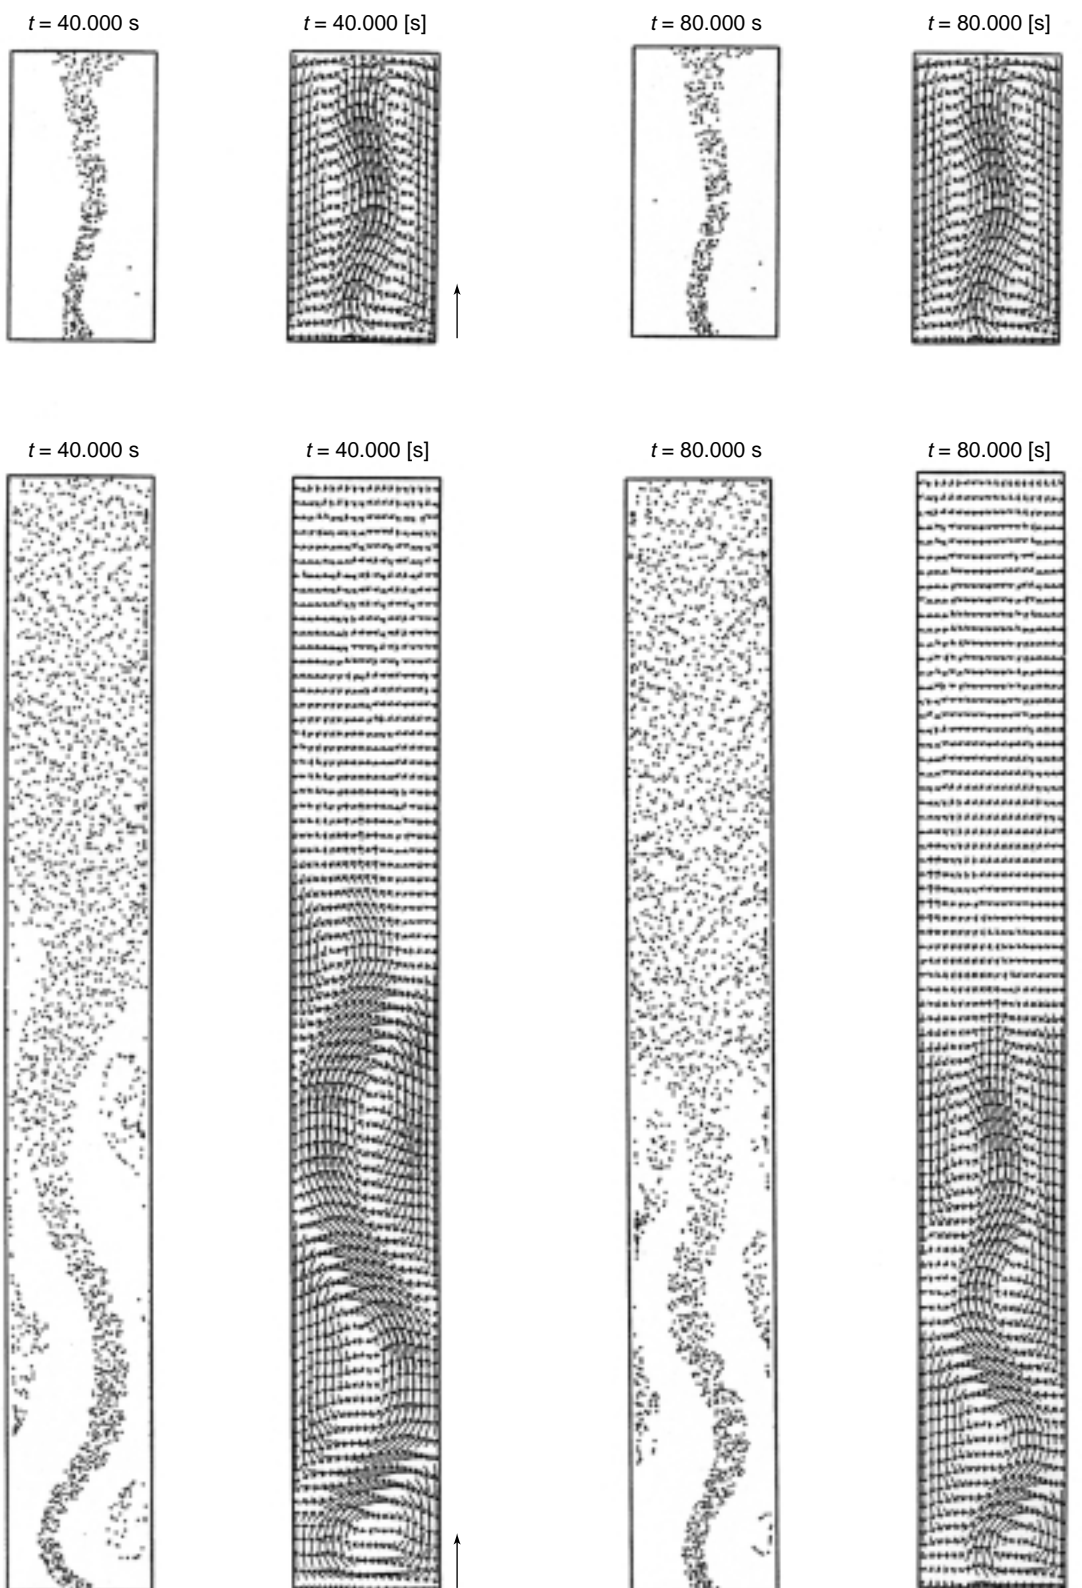 t = 40.000 s
t = 40.000 [s]
t = 80.000 s
t = 80.000 [s]
t = 40.000 s
t = 40.000 [s]
t = 80.000 s
t = 80.000 [s]